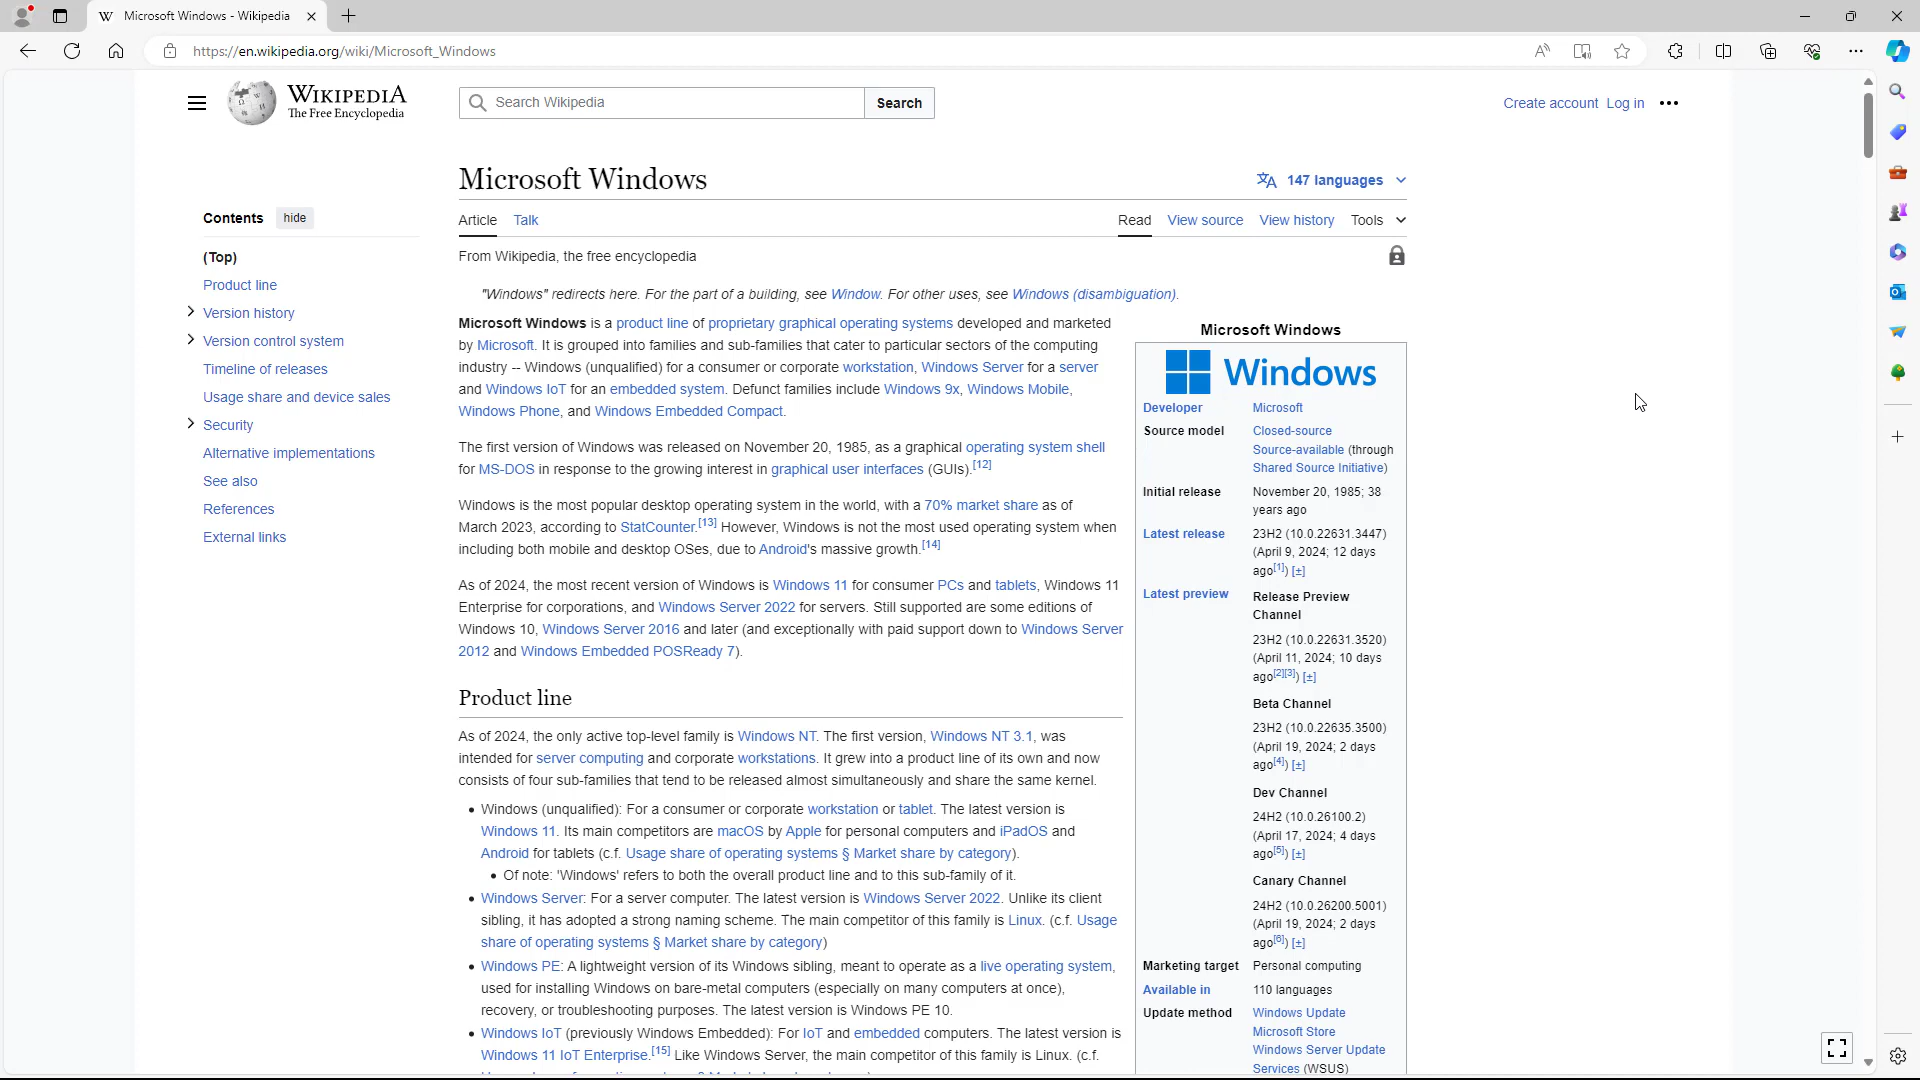 Microsoft Windows - Wikipedia
https://en.wikipedia.org/wiki/Microsoft_Windows
WIKIPEDIA
The Free Encyclopedia
Search Wikipedia
Search
Create account Log in
Microsoft Windows
147 languages
Contents hide
(Top)
Product line
Version history
Version control system
Timeline of releases
Usage share and device sales
Security
Alternative implementations
See also
References
External links
Article Talk
Read View source View history Tools
From Wikipedia, the free encyclopedia
"Windows" redirects here. For the part of a building, see Window. For other uses, see Windows (disambiguation).
Microsoft Windows is a product line of proprietary graphical operating systems developed and marketed
by Microsoft. It is grouped into families and sub-families that cater to particular sectors of the computing
industry -- Windows (unqualified) for a consumer or corporate workstation, Windows Server for a server
and Windows IoT for an embedded system. Defunct families include Windows 9x, Windows Mobile,
Windows Phone, and Windows Embedded Compact.
The first version of Windows was released on November 20, 1985, as a graphical operating system shell
for MS-DOS in response to the growing interest in graphical user interfaces (GUIs).[12]
Windows is the most popular desktop operating system in the world, with a 70% market share as of
March 2023, according to StatCounter.[13] However, Windows is not the most used operating system when
including both mobile and desktop OSes, due to Android's massive growth.[14]
As of 2024, the most recent version of Windows is Windows 11 for consumer PCs and tablets, Windows 11
Enterprise for corporations, and Windows Server 2022 for servers. Still supported are some editions of
Windows 10, Windows Server 2016 and later (and exceptionally with paid support down to Windows Server
2012 and Windows Embedded POSReady 7).
Product line
As of 2024, the only active top-level family is Windows NT. The first version, Windows NT 3.1, was
intended for server computing and corporate workstations. It grew into a product line of its own and now
consists of four sub-families that tend to be released almost simultaneously and share the same kernel.
• Windows (unqualified): For a consumer or corporate workstation or tablet. The latest version is
Windows 11. Its main competitors are macOS by Apple for personal computers and iPadOS and
Android for tablets (c.f. Usage share of operating systems § Market share by category).
• Of note: 'Windows' refers to both the overall product line and to this sub-family of it.
• Windows Server: For a server computer. The latest version is Windows Server 2022. Unlike its client
sibling, it has adopted a strong naming scheme. The main competitor of this family is Linux. (c.f. Usage
share of operating systems § Market share by category)
• Windows PE: A lightweight version of its Windows sibling, meant to operate as a live operating system,
used for installing Windows on bare-metal computers (especially on many computers at once),
recovery, or troubleshooting purposes. The latest version is Windows PE 10.
• Windows IoT (previously Windows Embedded): For IoT and embedded computers. The latest version is
Windows 11 IoT Enterprise.[15] Like Windows Server, the main competitor of this family is Linux. (c.f.
Microsoft Windows
Windows
Developer Microsoft
Source model Closed-source
Source-available (through
Shared Source Initiative)
Initial release November 20, 1985; 38
years ago
Latest release 23H2 (10.0.22631.3447)
(April 9, 2024; 12 days
ago[1]) [±]
Latest preview Release Preview
Channel
23H2 (10.0.22631.3520)
(April 11, 2024; 10 days
ago[2][3]) [±]
Beta Channel
23H2 (10.0.22635.3500)
(April 19, 2024; 2 days
ago[4]) [±]
Dev Channel
24H2 (10.0.26100.2)
(April 17, 2024; 4 days
ago[5]) [±]
Canary Channel
24H2 (10.0.26200.5001)
(April 19, 2024; 2 days
ago[6]) [±]
Marketing target Personal computing
Available in 110 languages
Update method Windows Update
Microsoft Store
Windows Server Update
Services (WSUS)